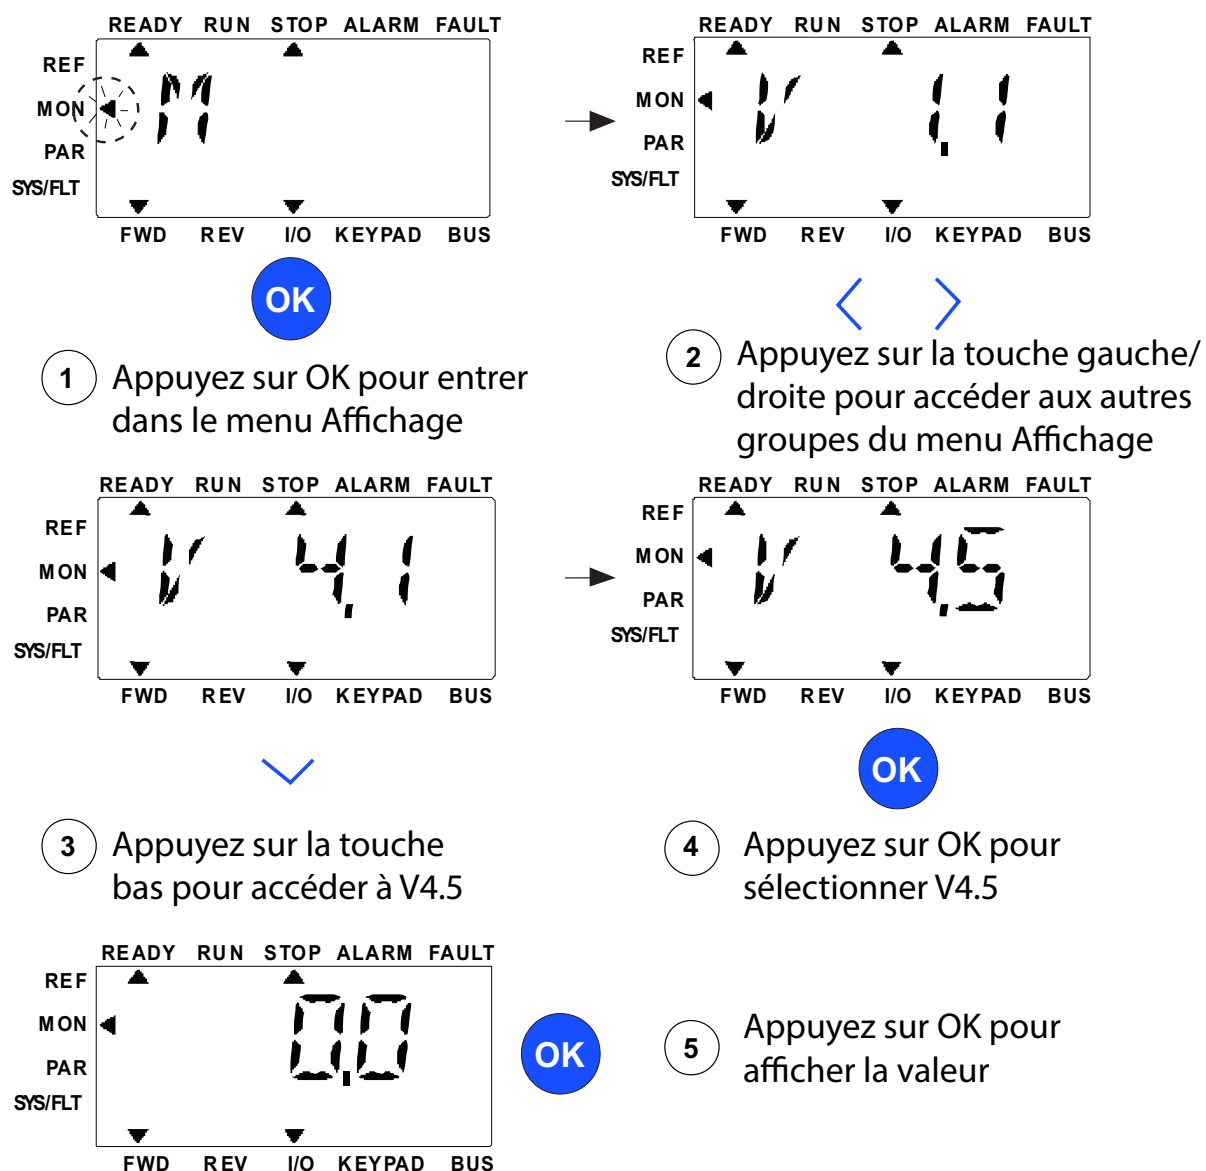 READY RUN STOP ALARM FAULT
REF
MON
PAR
SYS/FLT
M
FWD REV I/O KEYPAD BUS
OK
1 Appuyez sur OK pour entrer
dans le menu Affichage
READY RUN STOP ALARM FAULT
REF
MON
PAR
SYS/FLT
V 1.1
FWD REV I/O KEYPAD BUS
2 Appuyez sur la touche gauche/
droite pour accéder aux autres
groupes du menu Affichage
READY RUN STOP ALARM FAULT
REF
MON
PAR
SYS/FLT
V 4.1
FWD REV I/O KEYPAD BUS
3 Appuyez sur la touche
bas pour accéder à V4.5
READY RUN STOP ALARM FAULT
REF
MON
PAR
SYS/FLT
V 4.5
FWD REV I/O KEYPAD BUS
OK
4 Appuyez sur OK pour
sélectionner V4.5
READY RUN STOP ALARM FAULT
REF
MON
PAR
SYS/FLT
0.0
FWD REV I/O KEYPAD BUS
OK
5 Appuyez sur OK pour
afficher la valeur